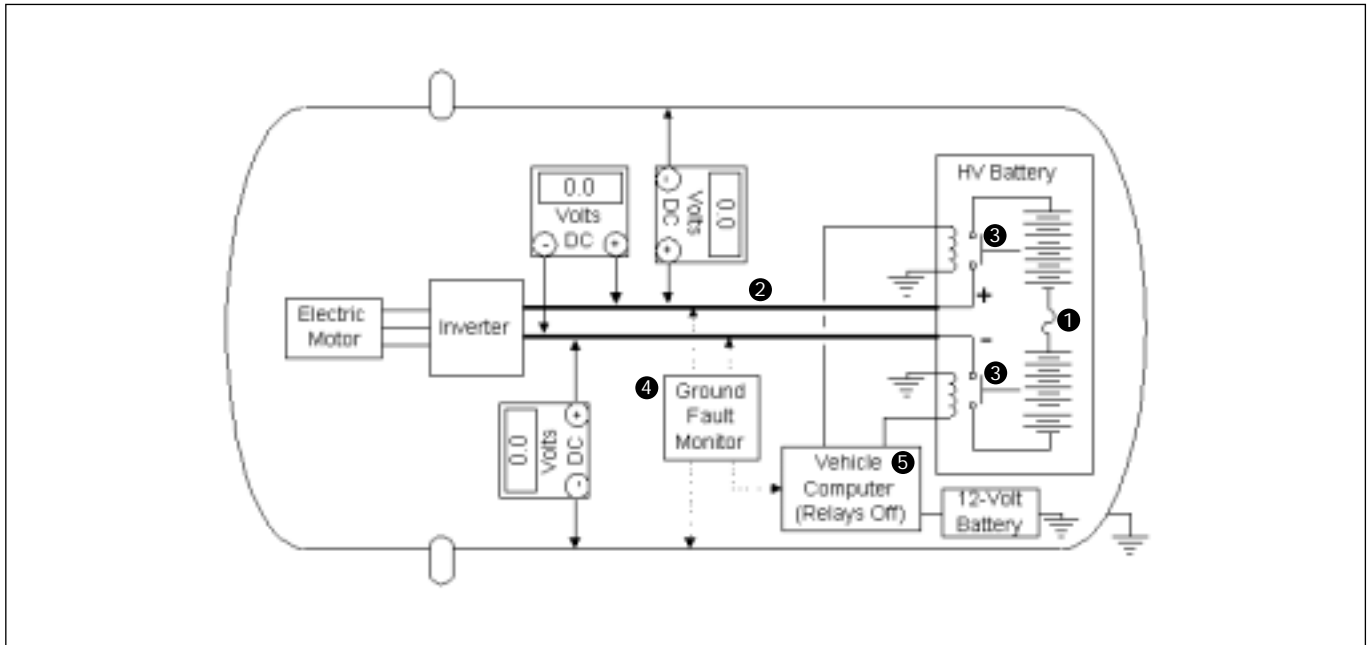 HV Battery
0.0
Volts
- DC +
- DC +
Volts
0.0
3
2
+
1
-
Electric
Motor
Inverter
3
4
Ground
Fault
Monitor
0.0
Volts
- DC +
Vehicle 5
Computer
(Relays Off)
12-Volt
Battery